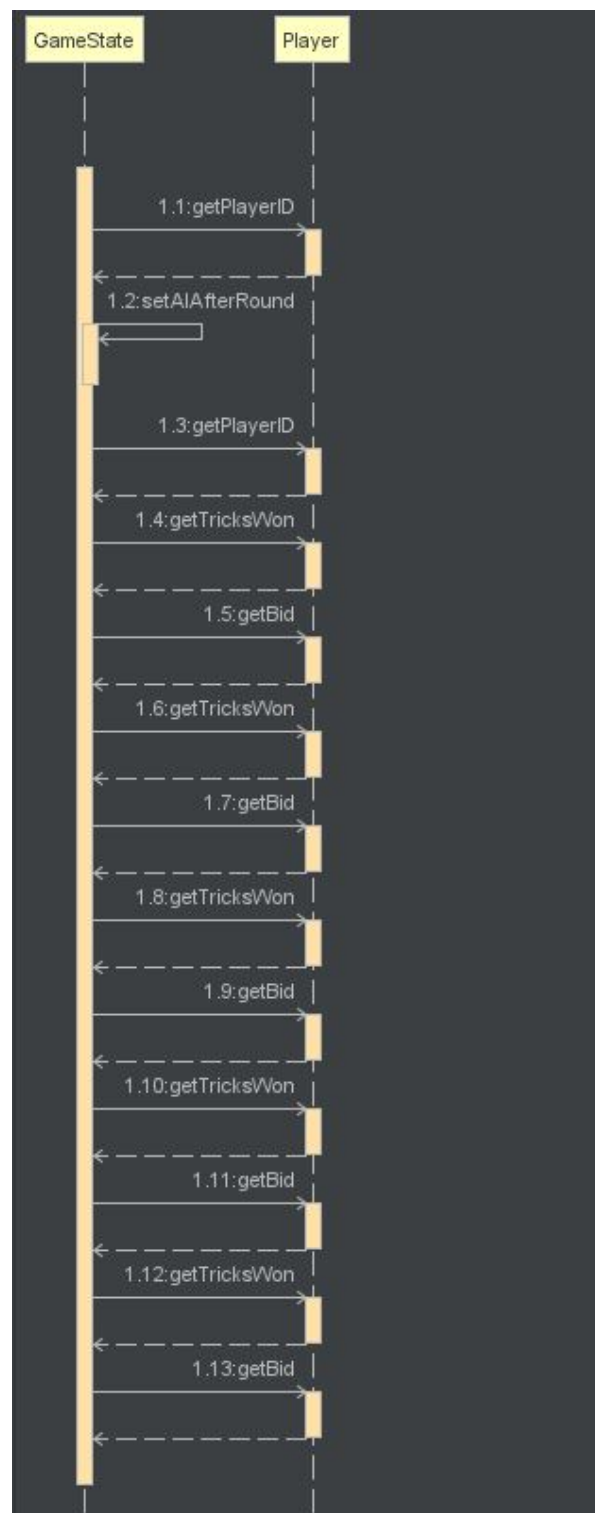 GameState Player
1.1:getPlayerID
1.2:setAIAfterRound
1.3:getPlayerID
1.4:getTricksWon
1.5:getBid
1.6:getTricksWon
1.7:getBid
1.8:getTricksWon
1.9:getBid
1.10:getTricksWon
1.11:getBid
1.12:getTricksWon
1.13:getBid